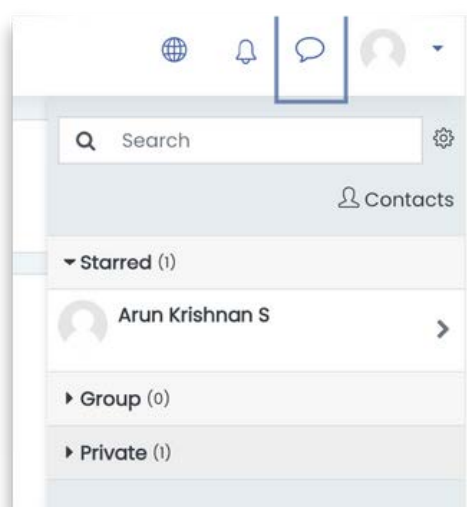 Search
Contacts
Starred (1)
Arun Krishnan S
Group (0)
Private (1)